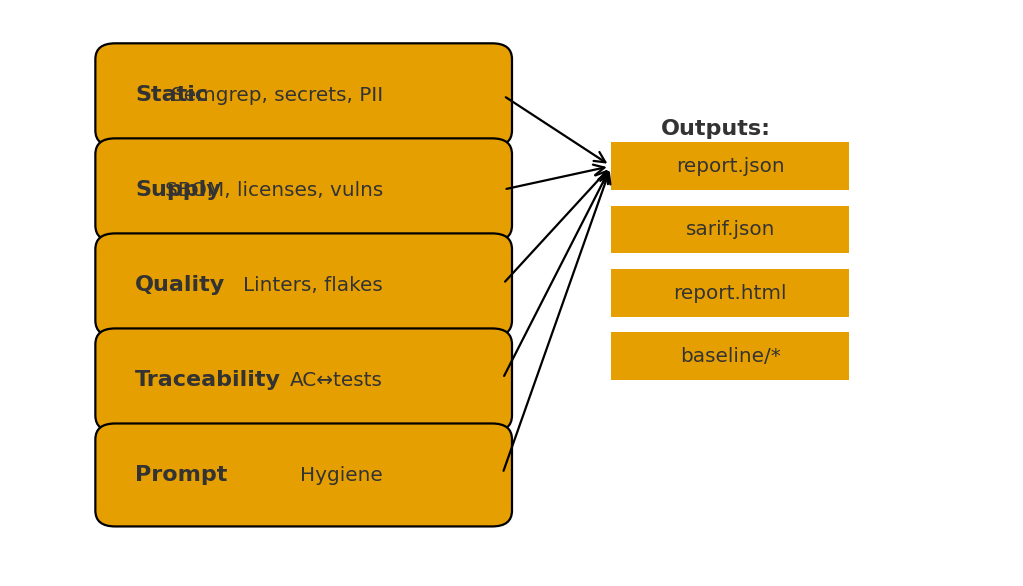 Static Semgrep, secrets, PII
Supply SBOM, licenses, vulns
Quality Linters, flakes
Traceability AC↔tests
Prompt Hygiene
Outputs:
report.json
sarif.json
report.html
baseline/*